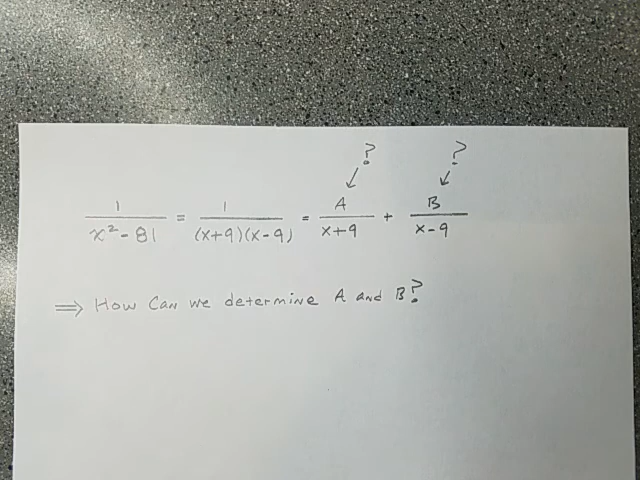 ? ?
1/(x²-81) = 1/((x+9)(x-9)) = A/(x+9) + B/(x-9)
⟹ How Can we determine A and B?